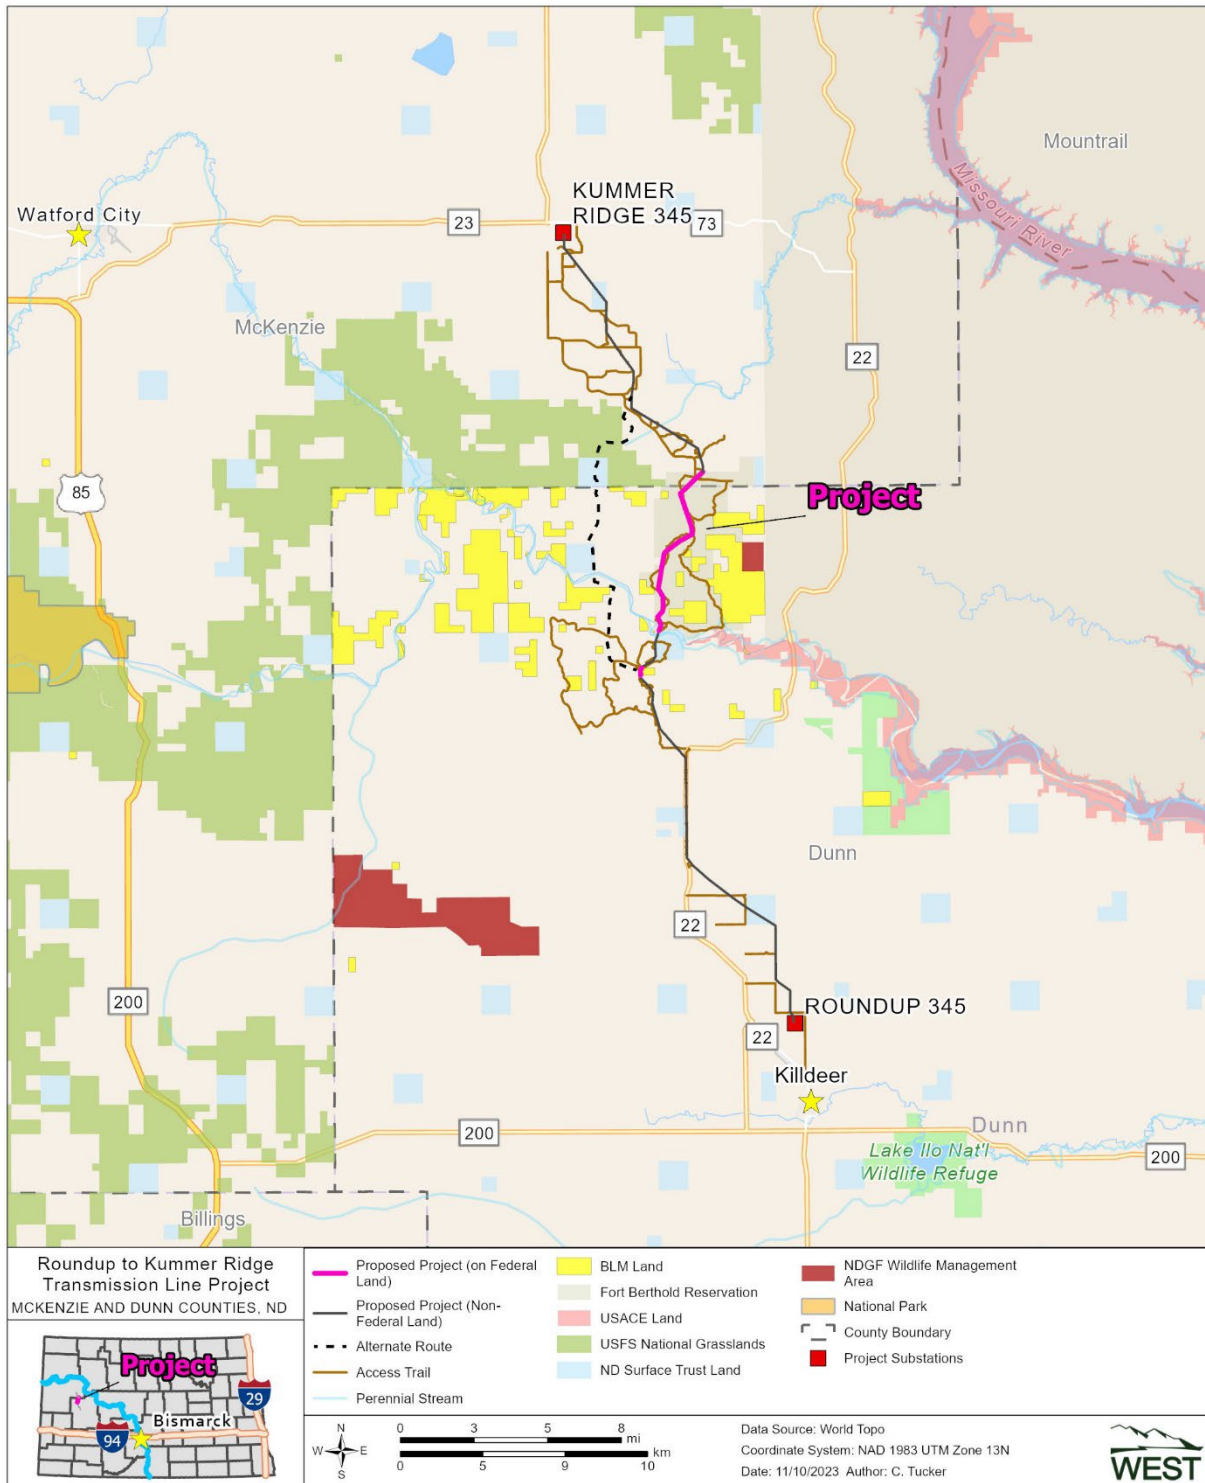 Mountrail
Missouri River
KUMMER
RIDGE 345
Watford City
23
73
McKenzie
22
85
Project
Dunn
22
200
ROUNDUP 345
22
Killdeer
200
Dunn
Lake Ilo Nat'l
Wildlife Refuge
200
Billings
Roundup to Kummer Ridge
Transmission Line Project
MCKENZIE AND DUNN COUNTIES, ND
Project
29
Bismarck
94
Proposed Project (on Federal
Land)
Proposed Project (Non-
Federal Land)
Alternate Route
Access Trail
Perennial Stream
BLM Land
Fort Berthold Reservation
USACE Land
USFS National Grasslands
ND Surface Trust Land
NDGF Wildlife Management
Area
National Park
County Boundary
Project Substations
N
W E
S
0 3 5 8
mi
km
0 5 9 10
Data Source: World Topo
Coordinate System: NAD 1983 UTM Zone 13N
Date: 11/10/2023 Author: C. Tucker
WEST